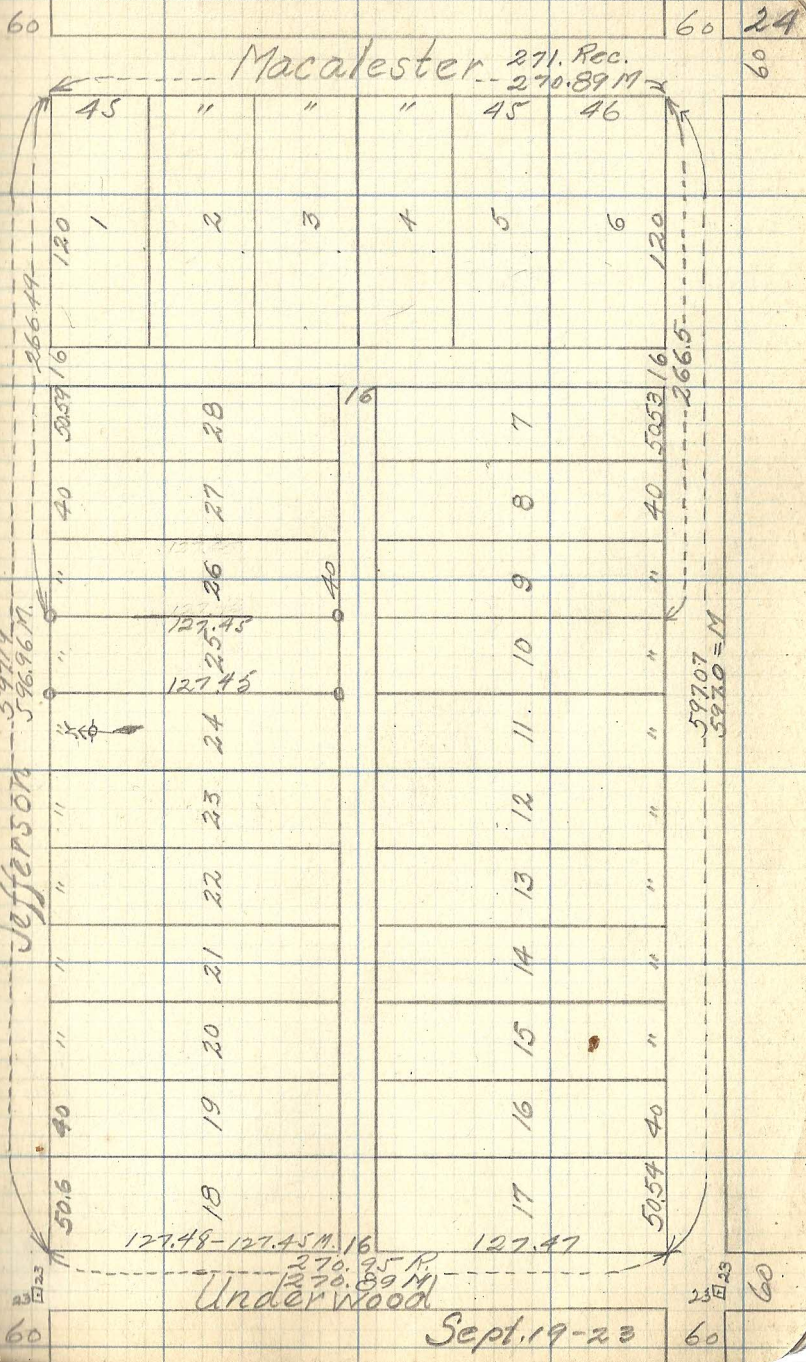 60 60 24
60
Macalester 271. Rec.
270.89 M
45 " " " 45 46
1 2 3 4 5 6
120 120
266.49 266.5
16 16
16
50.54 28 7 50.53
40 27 8 40
" 26 40 9 "
127.45
" 25 10 "
127.45
" 24 11. "
" 23 12 "
" 22 13 "
" 21 14 "
" 20 15 "
40 19 16 40
50.6 18 17 50.54
596.96 M.
Jefferson
597.07
597.0 = M
127.48-127.45 M. 16 127.47
270.95 R.
270.89 M
Underwood
23 23 23 23 60
60 Sept. 19-23 60